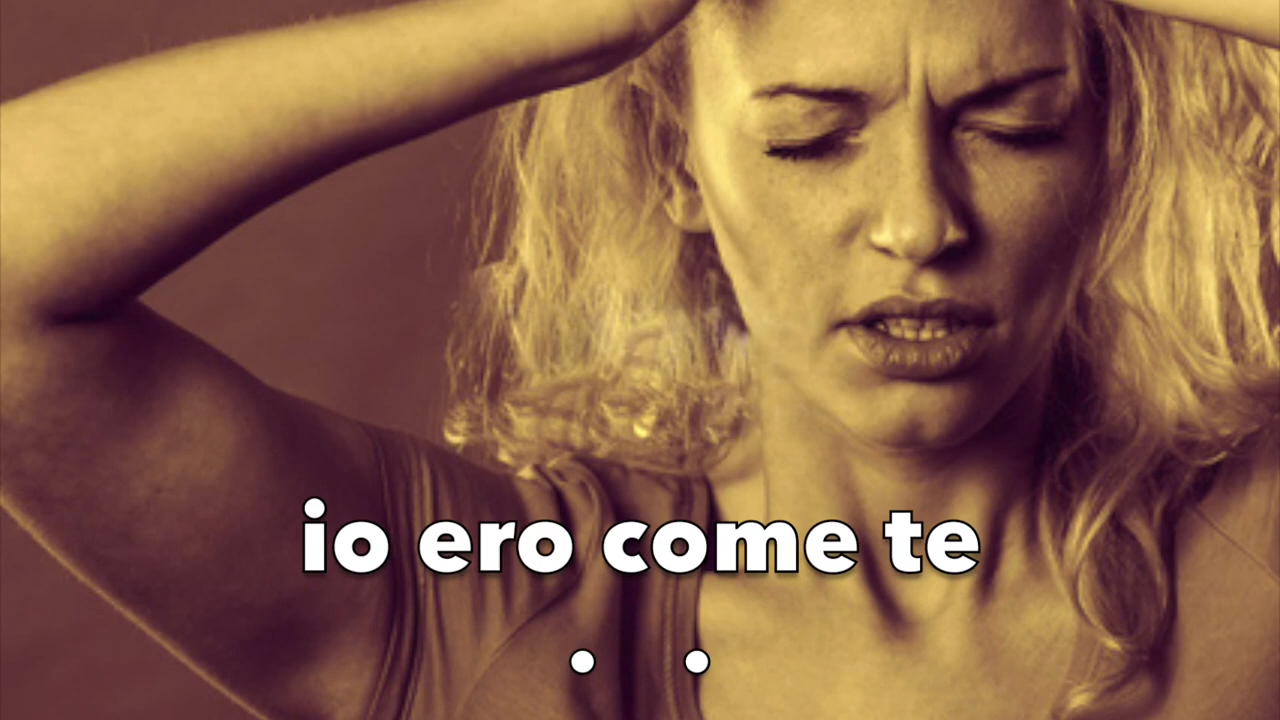 io ero come te
. .